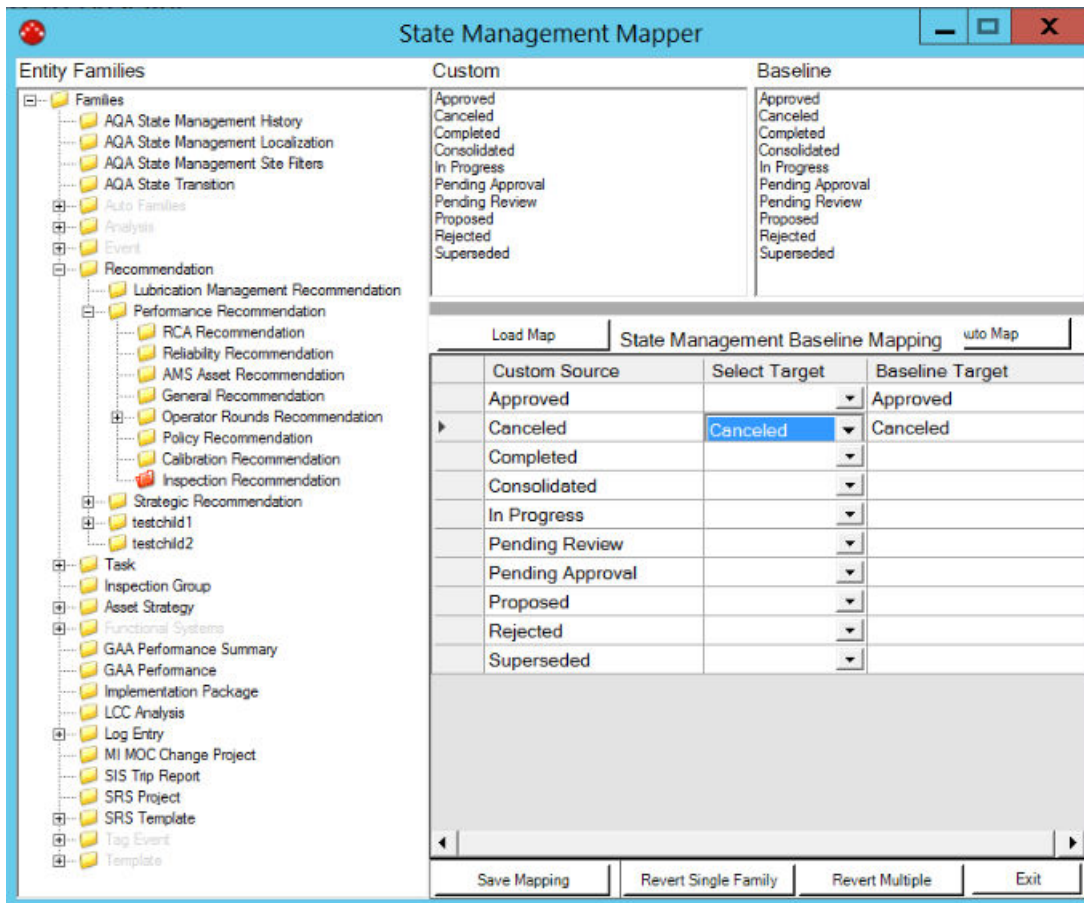 State Management Mapper
Entity Families
Families
AQA State Management History
AQA State Management Localization
AQA State Management Site Filters
AQA State Transition
Auto Families
Analysis
Event
Recommendation
Lubrication Management Recommendation
Performance Recommendation
RCA Recommendation
Reliability Recommendation
AMS Asset Recommendation
General Recommendation
Operator Rounds Recommendation
Policy Recommendation
Calibration Recommendation
Inspection Recommendation
Strategic Recommendation
testchild1
testchild2
Task
Inspection Group
Asset Strategy
Functional Systems
GAA Performance Summary
GAA Performance
Implementation Package
LCC Analysis
Log Entry
MI MOC Change Project
SIS Trip Report
SRS Project
SRS Template
Tag Event
Template
Custom
Approved
Canceled
Completed
Consolidated
In Progress
Pending Approval
Pending Review
Proposed
Rejected
Superseded
Baseline
Approved
Canceled
Completed
Consolidated
In Progress
Pending Approval
Pending Review
Proposed
Rejected
Superseded
Load Map State Management Baseline Mapping uto Map
Custom Source Select Target Baseline Target
Approved Approved
Canceled Canceled Canceled
Completed
Consolidated
In Progress
Pending Review
Pending Approval
Proposed
Rejected
Superseded
Save Mapping Revert Single Family Revert Multiple Exit